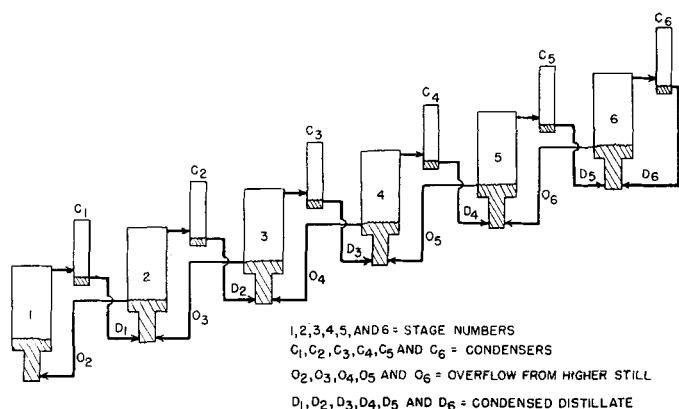 C6
C5
C4
C3
C2
C1
6
5
4
3
2
1
D5
D6
D4
O6
D3
O5
D2
O4
D1
O3
O2
1,2,3,4,5, AND 6 = STAGE NUMBERS
C1,C2,C3,C4,C5 AND C6 = CONDENSERS
O2,O3,O4,O5 AND O6 = OVERFLOW FROM HIGHER STILL
D1,D2,D3,D4,D5 AND D6 = CONDENSED DISTILLATE